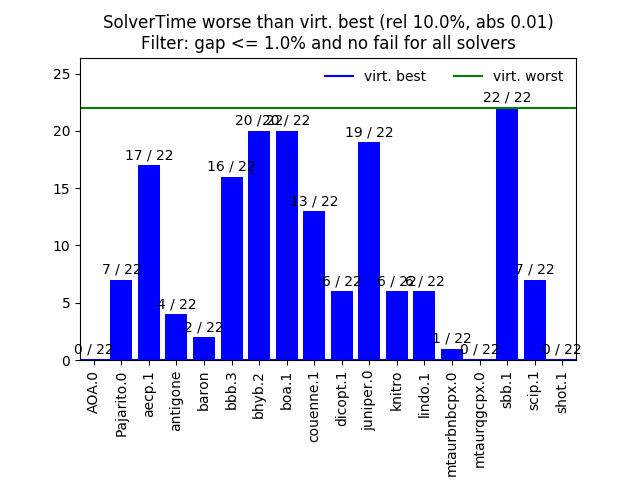 SolverTime worse than virt. best (rel 10.0%, abs 0.01)
Filter: gap <= 1.0% and no fail for all solvers
virt. best
virt. worst
25
20
15
10
5
0
0 / 22
7 / 22
17 / 22
4 / 22
2 / 22
16 / 22
20 / 22
20 / 22
13 / 22
6 / 22
19 / 22
6 / 22
6 / 22
1 / 22
0 / 22
22 / 22
7 / 22
0 / 22
AOA.0
Pajarito.0
aecp.1
antigone
baron
bbb.3
bhyb.2
boa.1
couenne.1
dicopt.1
juniper.0
knitro
lindo.1
mtaurbnbcpx.0
mtaurqgcpx.0
sbb.1
scip.1
shot.1